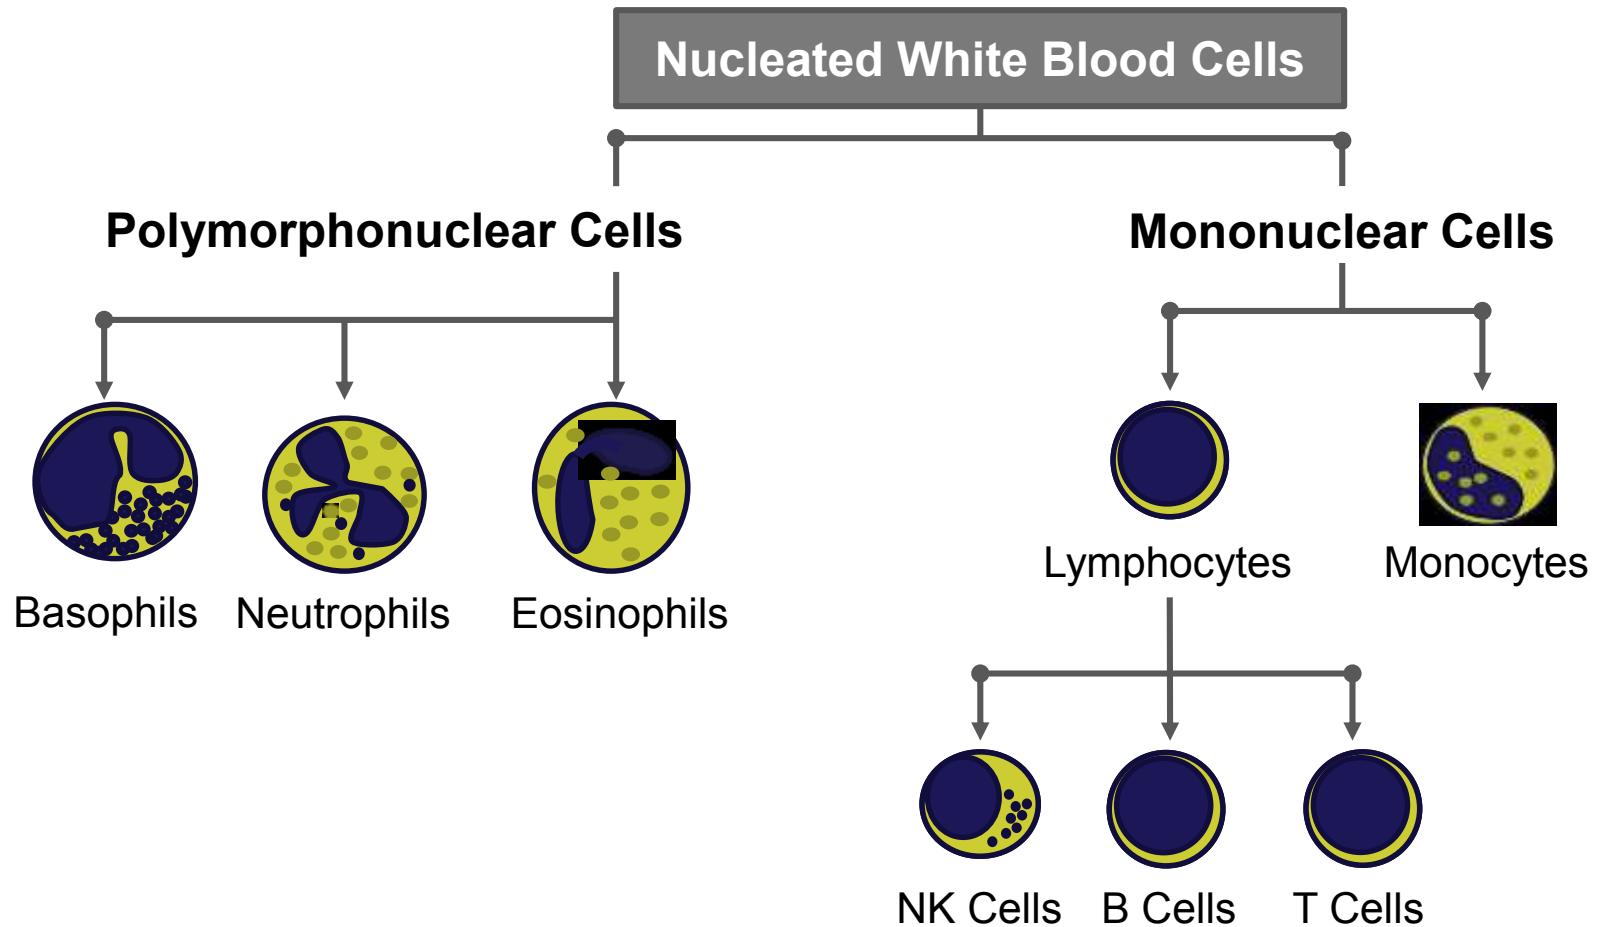 Nucleated White Blood Cells
Polymorphonuclear Cells
Mononuclear Cells
Basophils
Neutrophils
Eosinophils
Lymphocytes
Monocytes
NK Cells
B Cells
T Cells